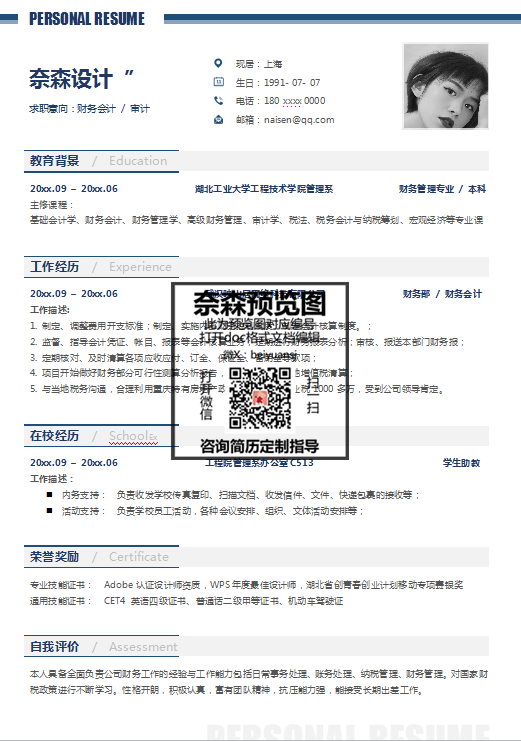 PERSONAL RESUME
奈森设计 ”
求职意向：财务会计 / 审计
现居：上海
生日：1991- 07- 07
电话：180 xxxx 0000
邮箱：naisen@qq.com
教育背景 / Education
20xx.09 – 20xx.06 湖北工业大学工程技术学院管理系 财务管理专业 / 本科
主修课程：
基础会计学、财务会计、财务管理学、高级财务管理、审计学、税法、税务会计与纳税筹划、宏观经济等专业课
工作经历 / Experience
20xx.09 – 20xx.06 财务部 / 财务会计
工作描述:
1. 制定、调整费用开支标准；制定、实施内 核算制度。；
2. 监督、指导会计凭证、帐目、报表等会 分析；审核、报送本部门财务报；
3. 定期核对、及时清算各项应收应付、订金、保证金、 项；
4. 项目开始做好财务部分可行性测算分析报告， 增值税清算；
5. 与当地税务沟通，合理利用重庆特有房 税 1000 多万，受到公司领导肯定。
奈森预览图
此为预览图对应编号
打开doc格式文档编辑
微X：beiyuans
打开微信
扫一扫
咨询简历定制指导
在校经历 / School
20xx.09 – 20xx.06 工程院管理系办公室 C513 学生助教
工作描述：
■ 内务支持： 负责收发学校传真复印、扫描文档、收发信件、文件、快递包裹的接收等；
■ 活动支持： 负责学校员工活动，各种会议安排、组织、文体活动安排等；
荣誉奖励 / Certificate
专业技能证书： Adobe 认证设计师资质，WPS 年度最佳设计师，湖北省创青春创业计划移动专项赛银奖
通用技能证书： CET4 英语四级证书、普通话二级甲等证书、机动车驾驶证
自我评价 / Assessment
本人具备全面负责公司财务工作的经验与工作能力包括日常事务处理、账务处理、纳税管理、财务管理。对国家财
税政策进行不断学习。性格开朗，积极认真，富有团队精神，抗压能力强，能接受长期出差工作。
PERSONAL RESUME